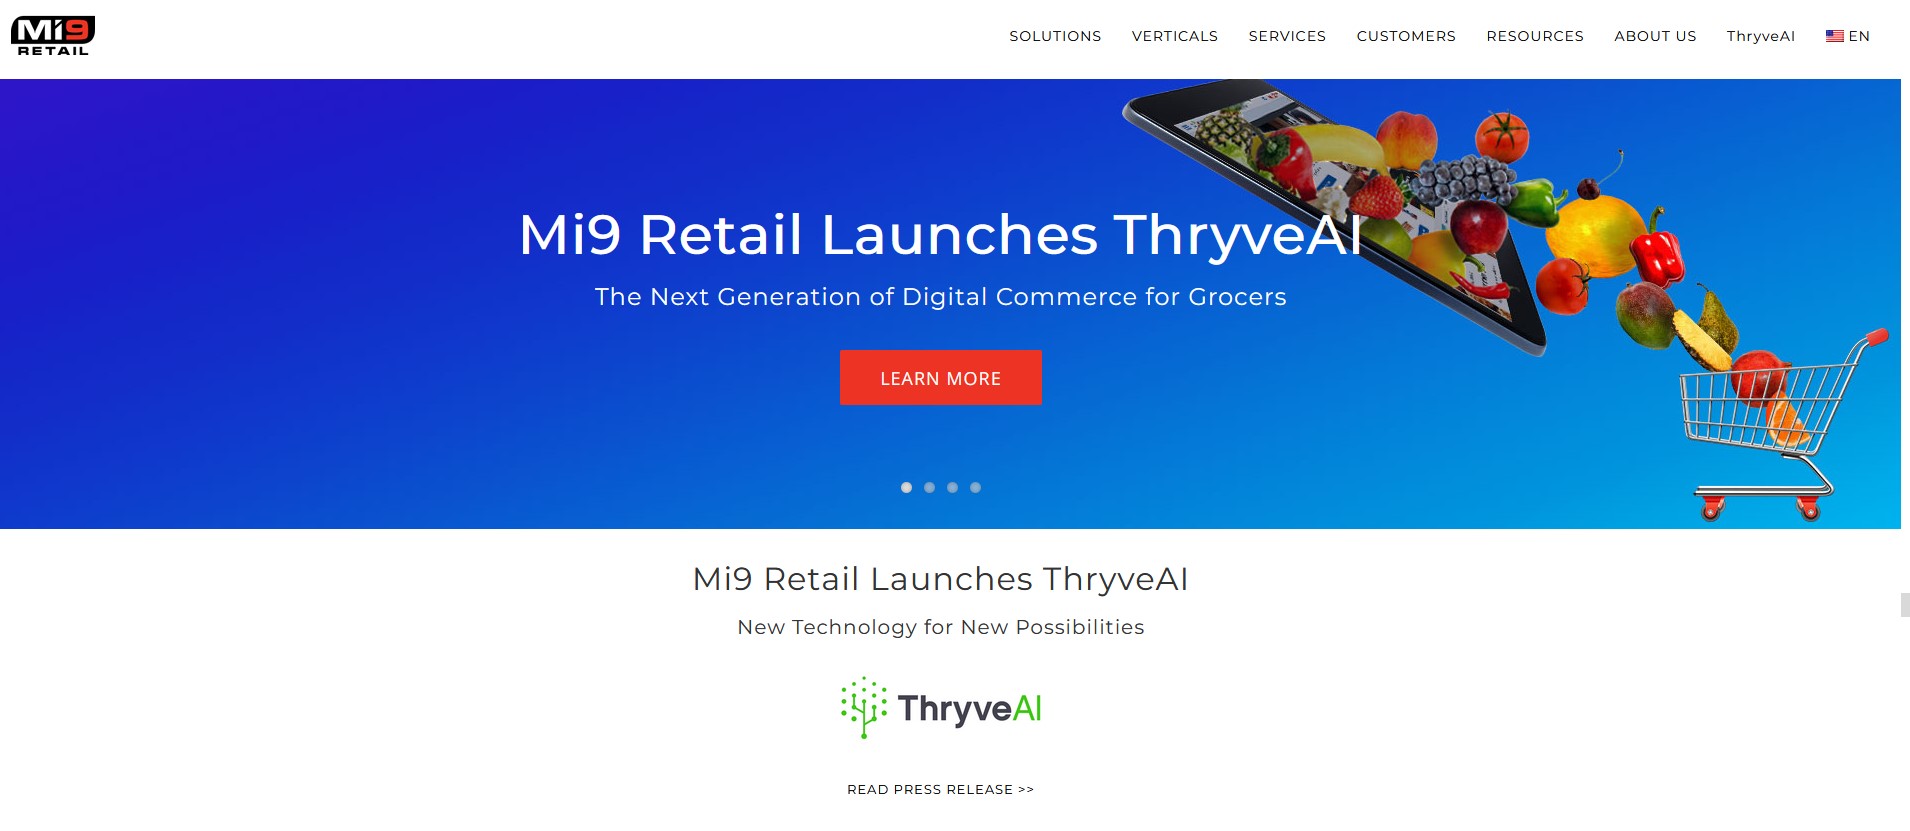 Mi9
RETAIL
SOLUTIONS VERTICALS SERVICES CUSTOMERS RESOURCES ABOUT US ThryveAI EN
Mi9 Retail Launches ThryveAI
The Next Generation of Digital Commerce for Grocers
LEARN MORE
Mi9 Retail Launches ThryveAI
New Technology for New Possibilities
ThryveAI
READ PRESS RELEASE >>